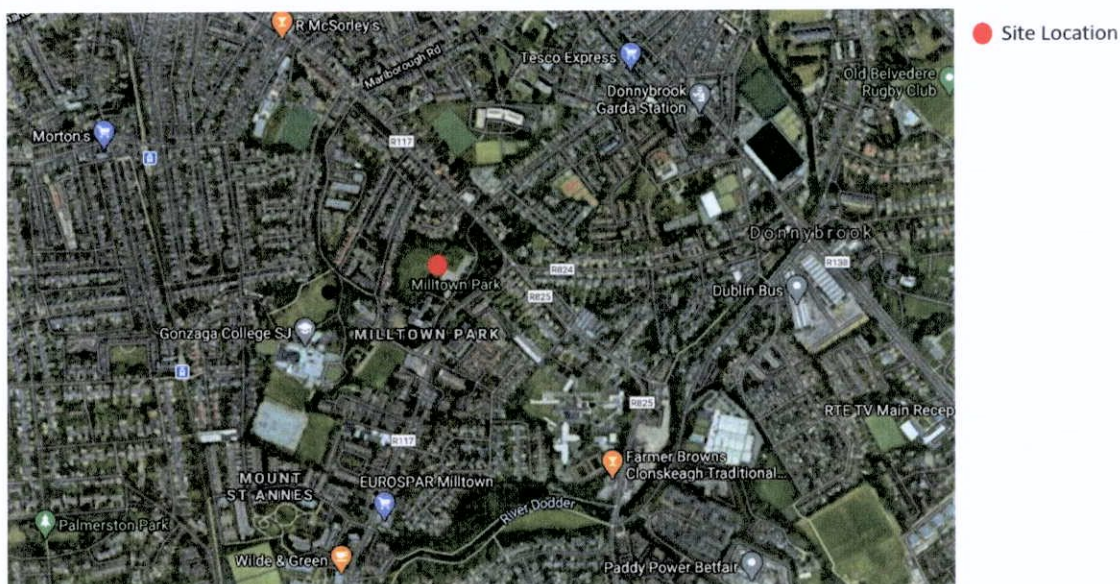 R McSorley's
Site Location
Marlborough Rd
Tesco Express
Old Belvedere
Rugby Club
Donnybrook
Garda Station
Morton's
R117
Donnybrook
R138
R824
Milltown Park
Dublin Bus
R825
Gonzaga College SJ
MILLTOWN PARK
R825
RTE TV Main Recep
R117
Farmer Browns
Clonskeagh Traditional...
MOUNT
ST ANNES
EUROSPAR Milltown
River Dodder
Palmerston Park
Wilde & Green
Paddy Power Betfair